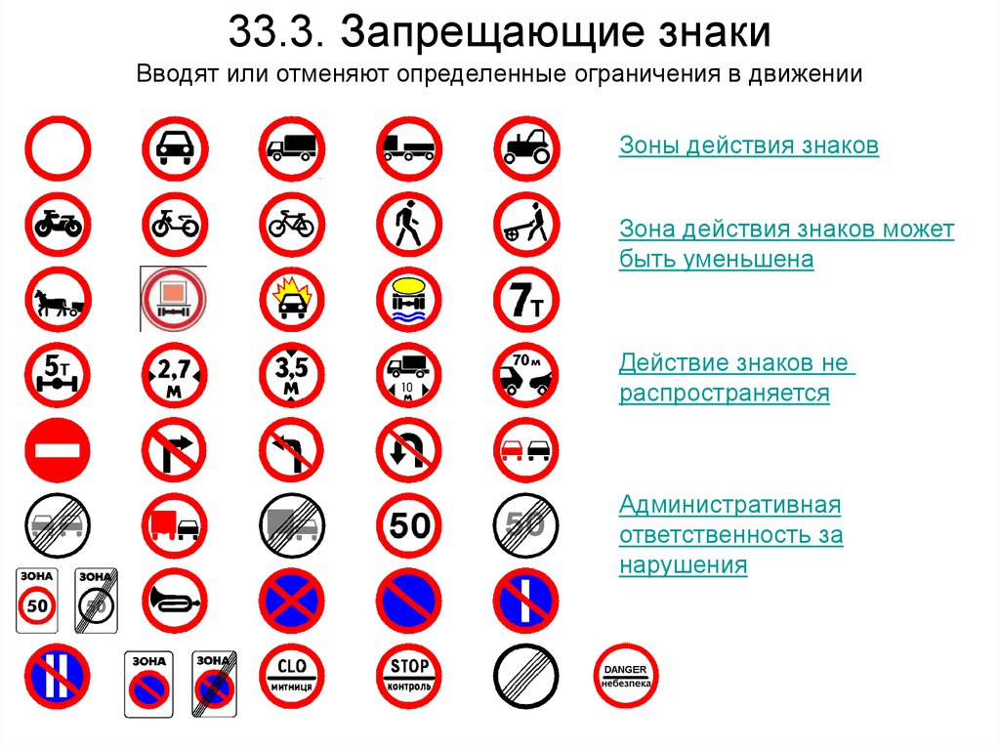 33.3. Запрещающие знаки
Вводят или отменяют определенные ограничения в движении
Зоны действия знаков
Зона действия знаков может
быть уменьшена
7т
5т
2,7
м
3,5
м
10
м
70м
Действие знаков не
распространяется
50
50
Административная
ответственность за
нарушения
ЗОНА
50
ЗОНА
50
ЗОНА
ЗОНА
CLO
митниця
STOP
контроль
DANGER
небезпека